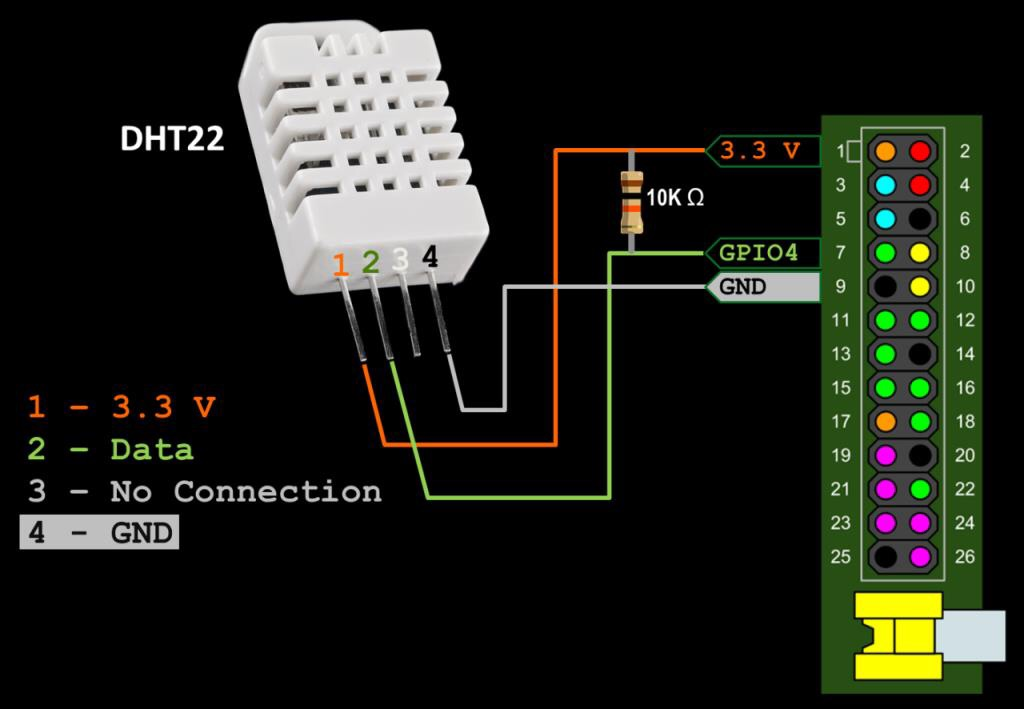 DHT22
1 2 3 4
3.3 V
10K Ω
GPIO4
GND
1 – 3.3 V
2 – Data
3 – No Connection
4 - GND
1 2
3 4
5 6
7 8
9 10
11 12
13 14
15 16
17 18
19 20
21 22
23 24
25 26